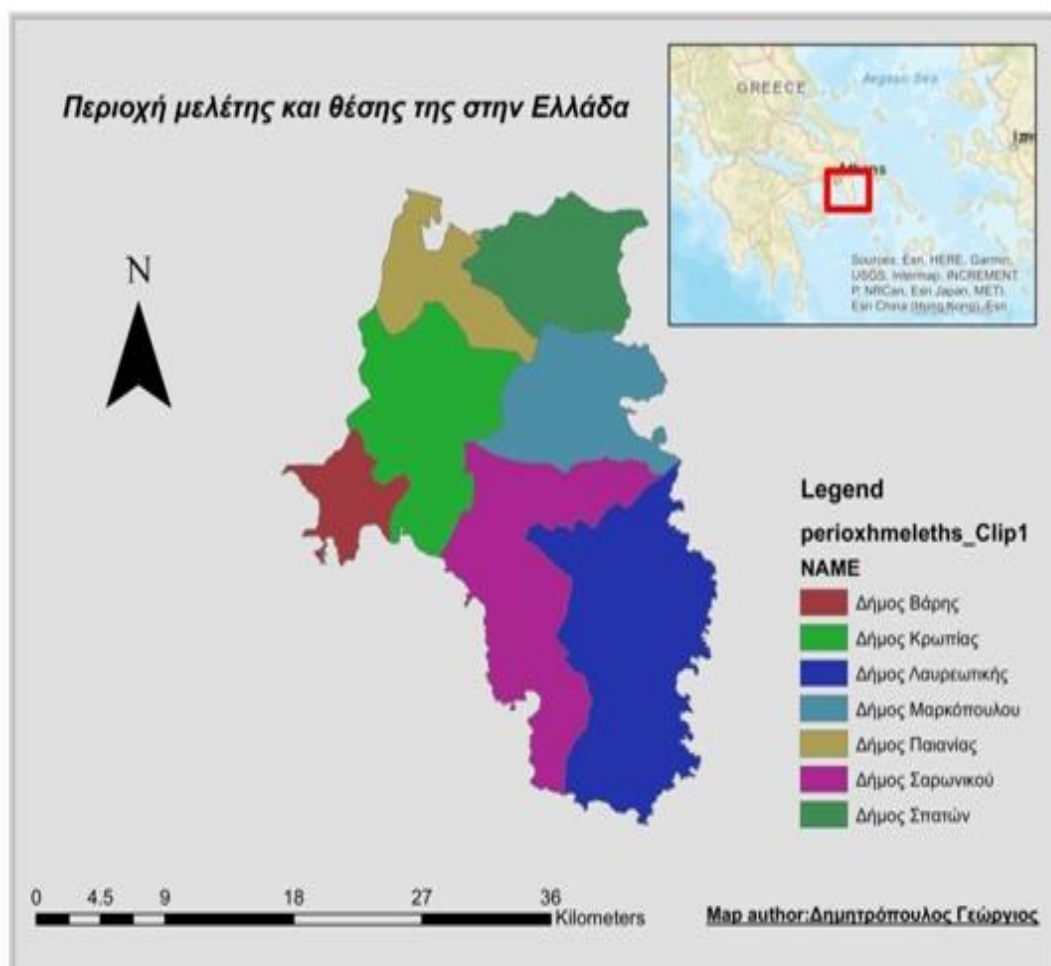 Περιοχή μελέτης και θέσης της στην Ελλάδα
GREECE
Aegean Sea
Athens
Sources: Esri, HERE, Garmin,
USGS, Intermap, INCREMENT
P, NRCan, Esri Japan, METI,
Esri China (Hong Kong), Esri
N
Legend
perioxhmeleths_Clip1
NAME
Δήμος Βάρης
Δήμος Κρωπίας
Δήμος Λαυρεωτικής
Δήμος Μαρκόπουλου
Δήμος Παιανίας
Δήμος Σαρωνικού
Δήμος Σπατών
0 4.5 9 18 27 36
Kilometers
Map author:Δημητρόπουλος Γεώργιος